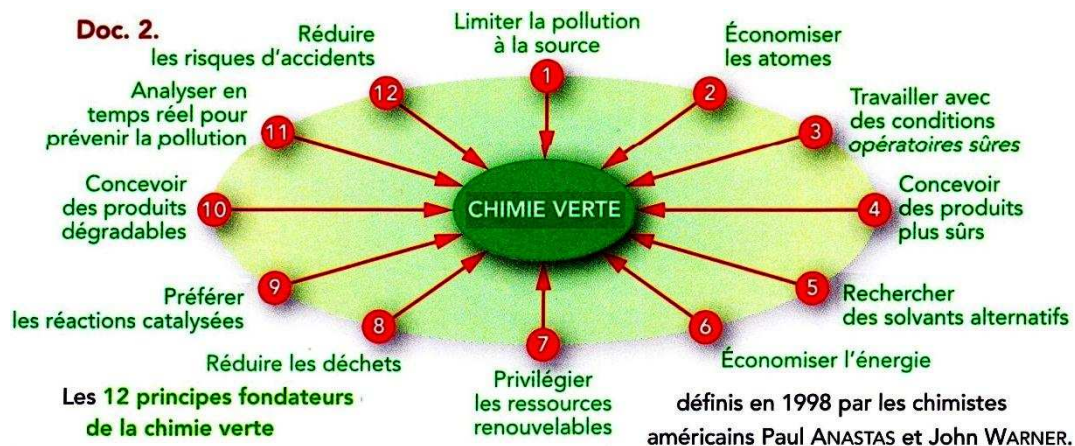 Doc. 2.
1
Limiter la pollution
à la source
2
Économiser
les atomes
3
Travailler avec
des conditions
opératoires sûres
4
Concevoir
des produits
plus sûrs
5
Rechercher
des solvants alternatifs
6
Économiser l'énergie
7
Privilégier
les ressources
renouvelables
8
Réduire les déchets
9
Préférer
les réactions catalysées
10
Concevoir
des produits
dégradables
11
Analyser en
temps réel pour
prévenir la pollution
12
Réduire
les risques d'accidents
CHIMIE VERTE
Les 12 principes fondateurs
de la chimie verte
définis en 1998 par les chimistes
américains Paul ANASTAS et John WARNER.